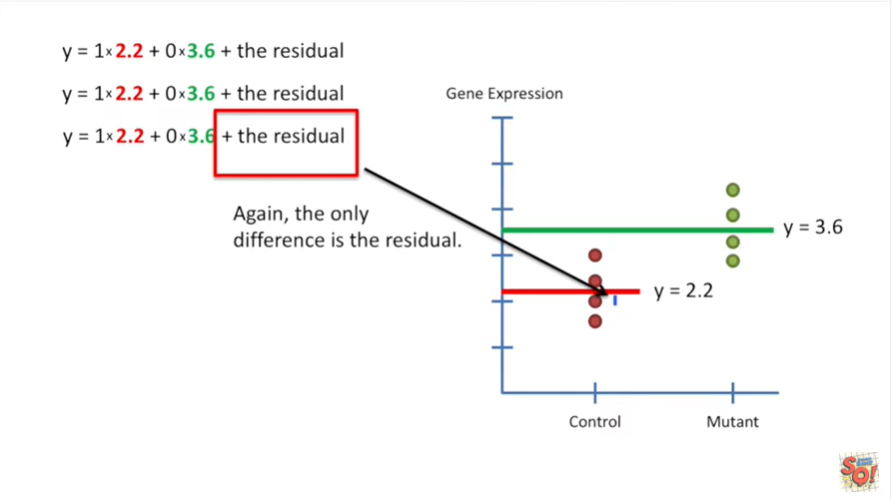 y = 1×2.2 + 0×3.6 + the residual
y = 1×2.2 + 0×3.6 + the residual
y = 1×2.2 + 0×3.6 + the residual
Again, the only
difference is the residual.
Gene Expression
y = 3.6
y = 2.2
Control
Mutant
SQ!